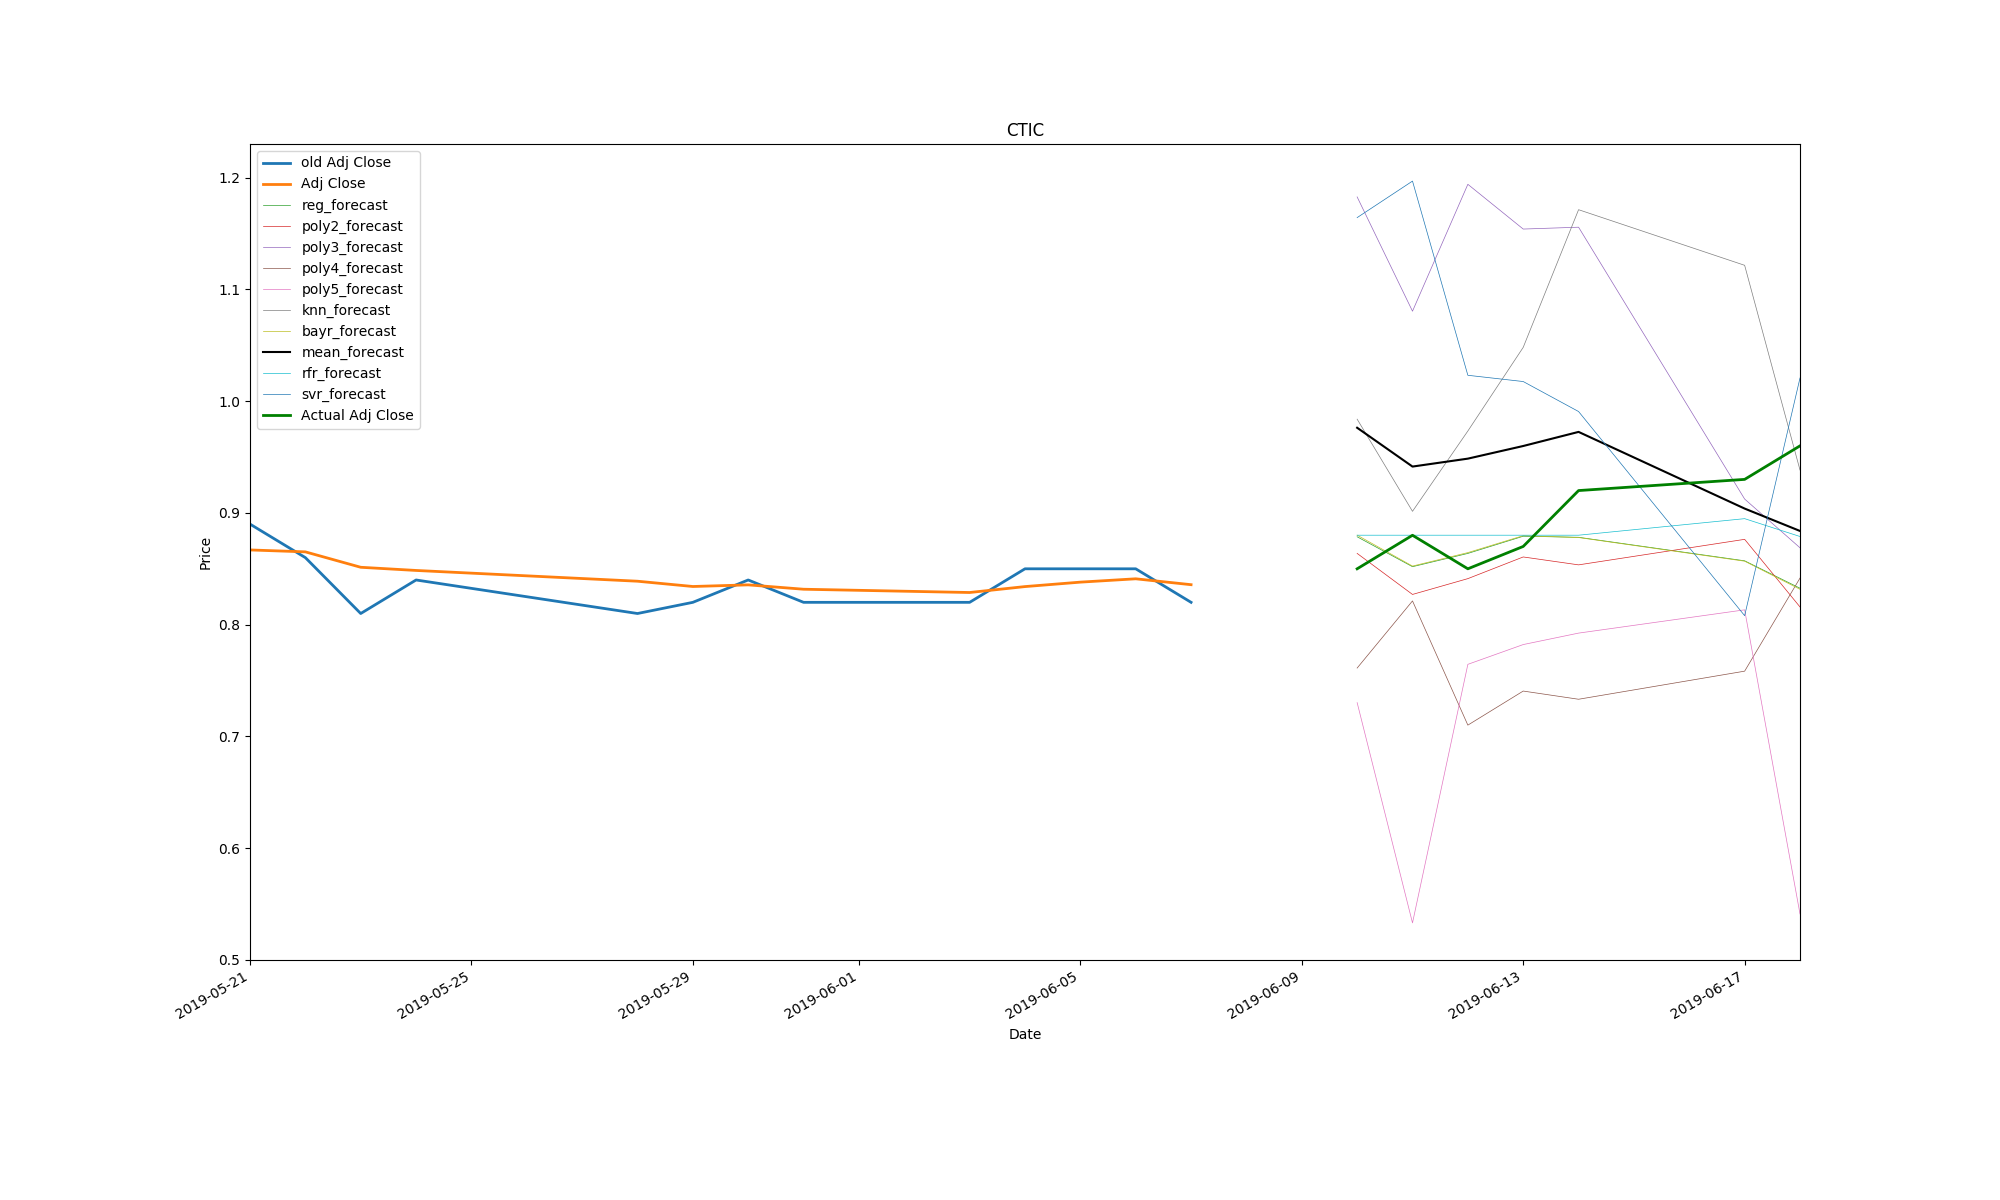 CTIC
old Adj Close
Adj Close
reg_forecast
poly2_forecast
poly3_forecast
poly4_forecast
poly5_forecast
knn_forecast
bayr_forecast
mean_forecast
rfr_forecast
svr_forecast
Actual Adj Close
1.2
1.1
1.0
0.9
0.8
0.7
0.6
0.5
Price
2019-05-21
2019-05-25
2019-05-29
2019-06-01
2019-06-05
2019-06-09
2019-06-13
2019-06-17
Date